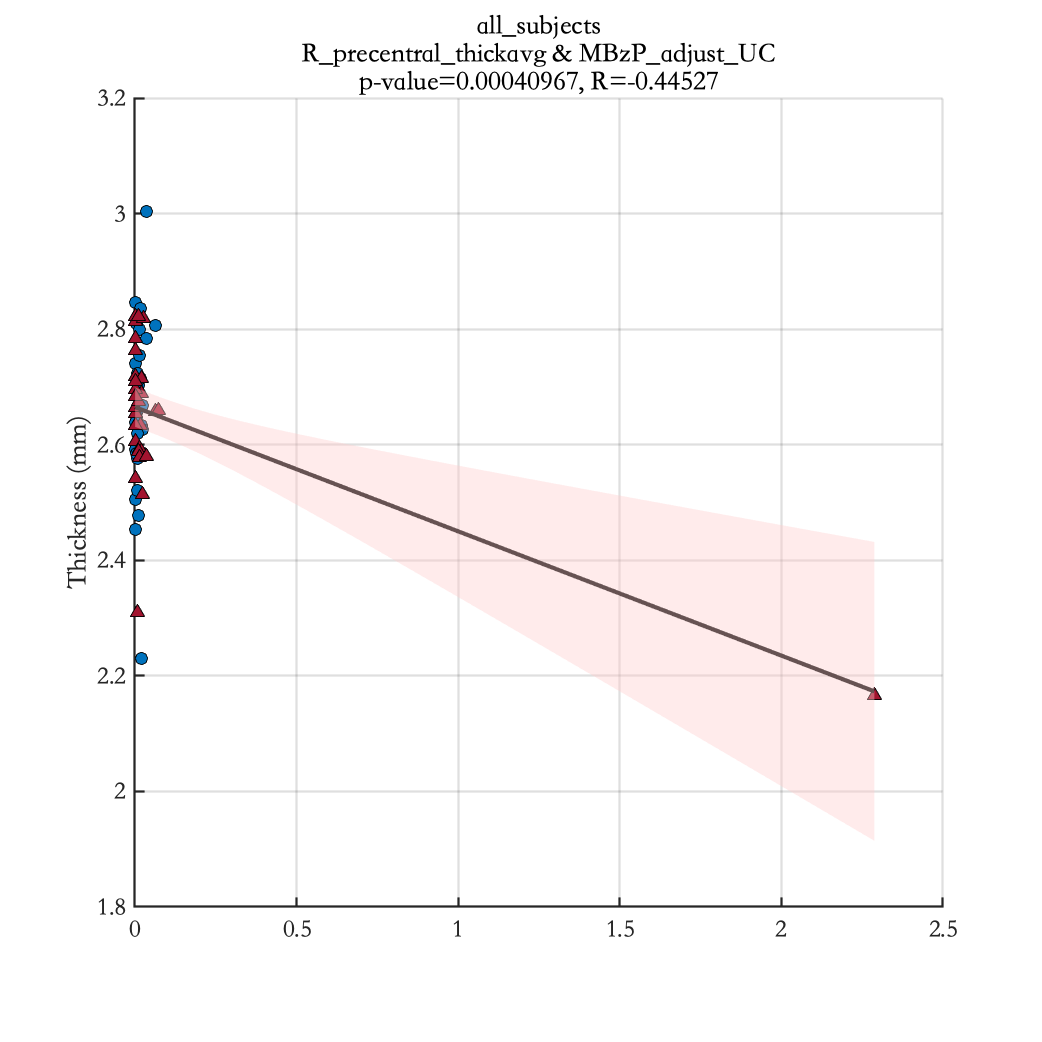 all_subjects
R_precentral_thickavg & MBzP_adjust_UC
p-value=0.00040967, R=-0.44527
3.2
3
2.8
2.6
2.4
2.2
2
1.8
Thickness (mm)
0 0.5 1 1.5 2 2.5